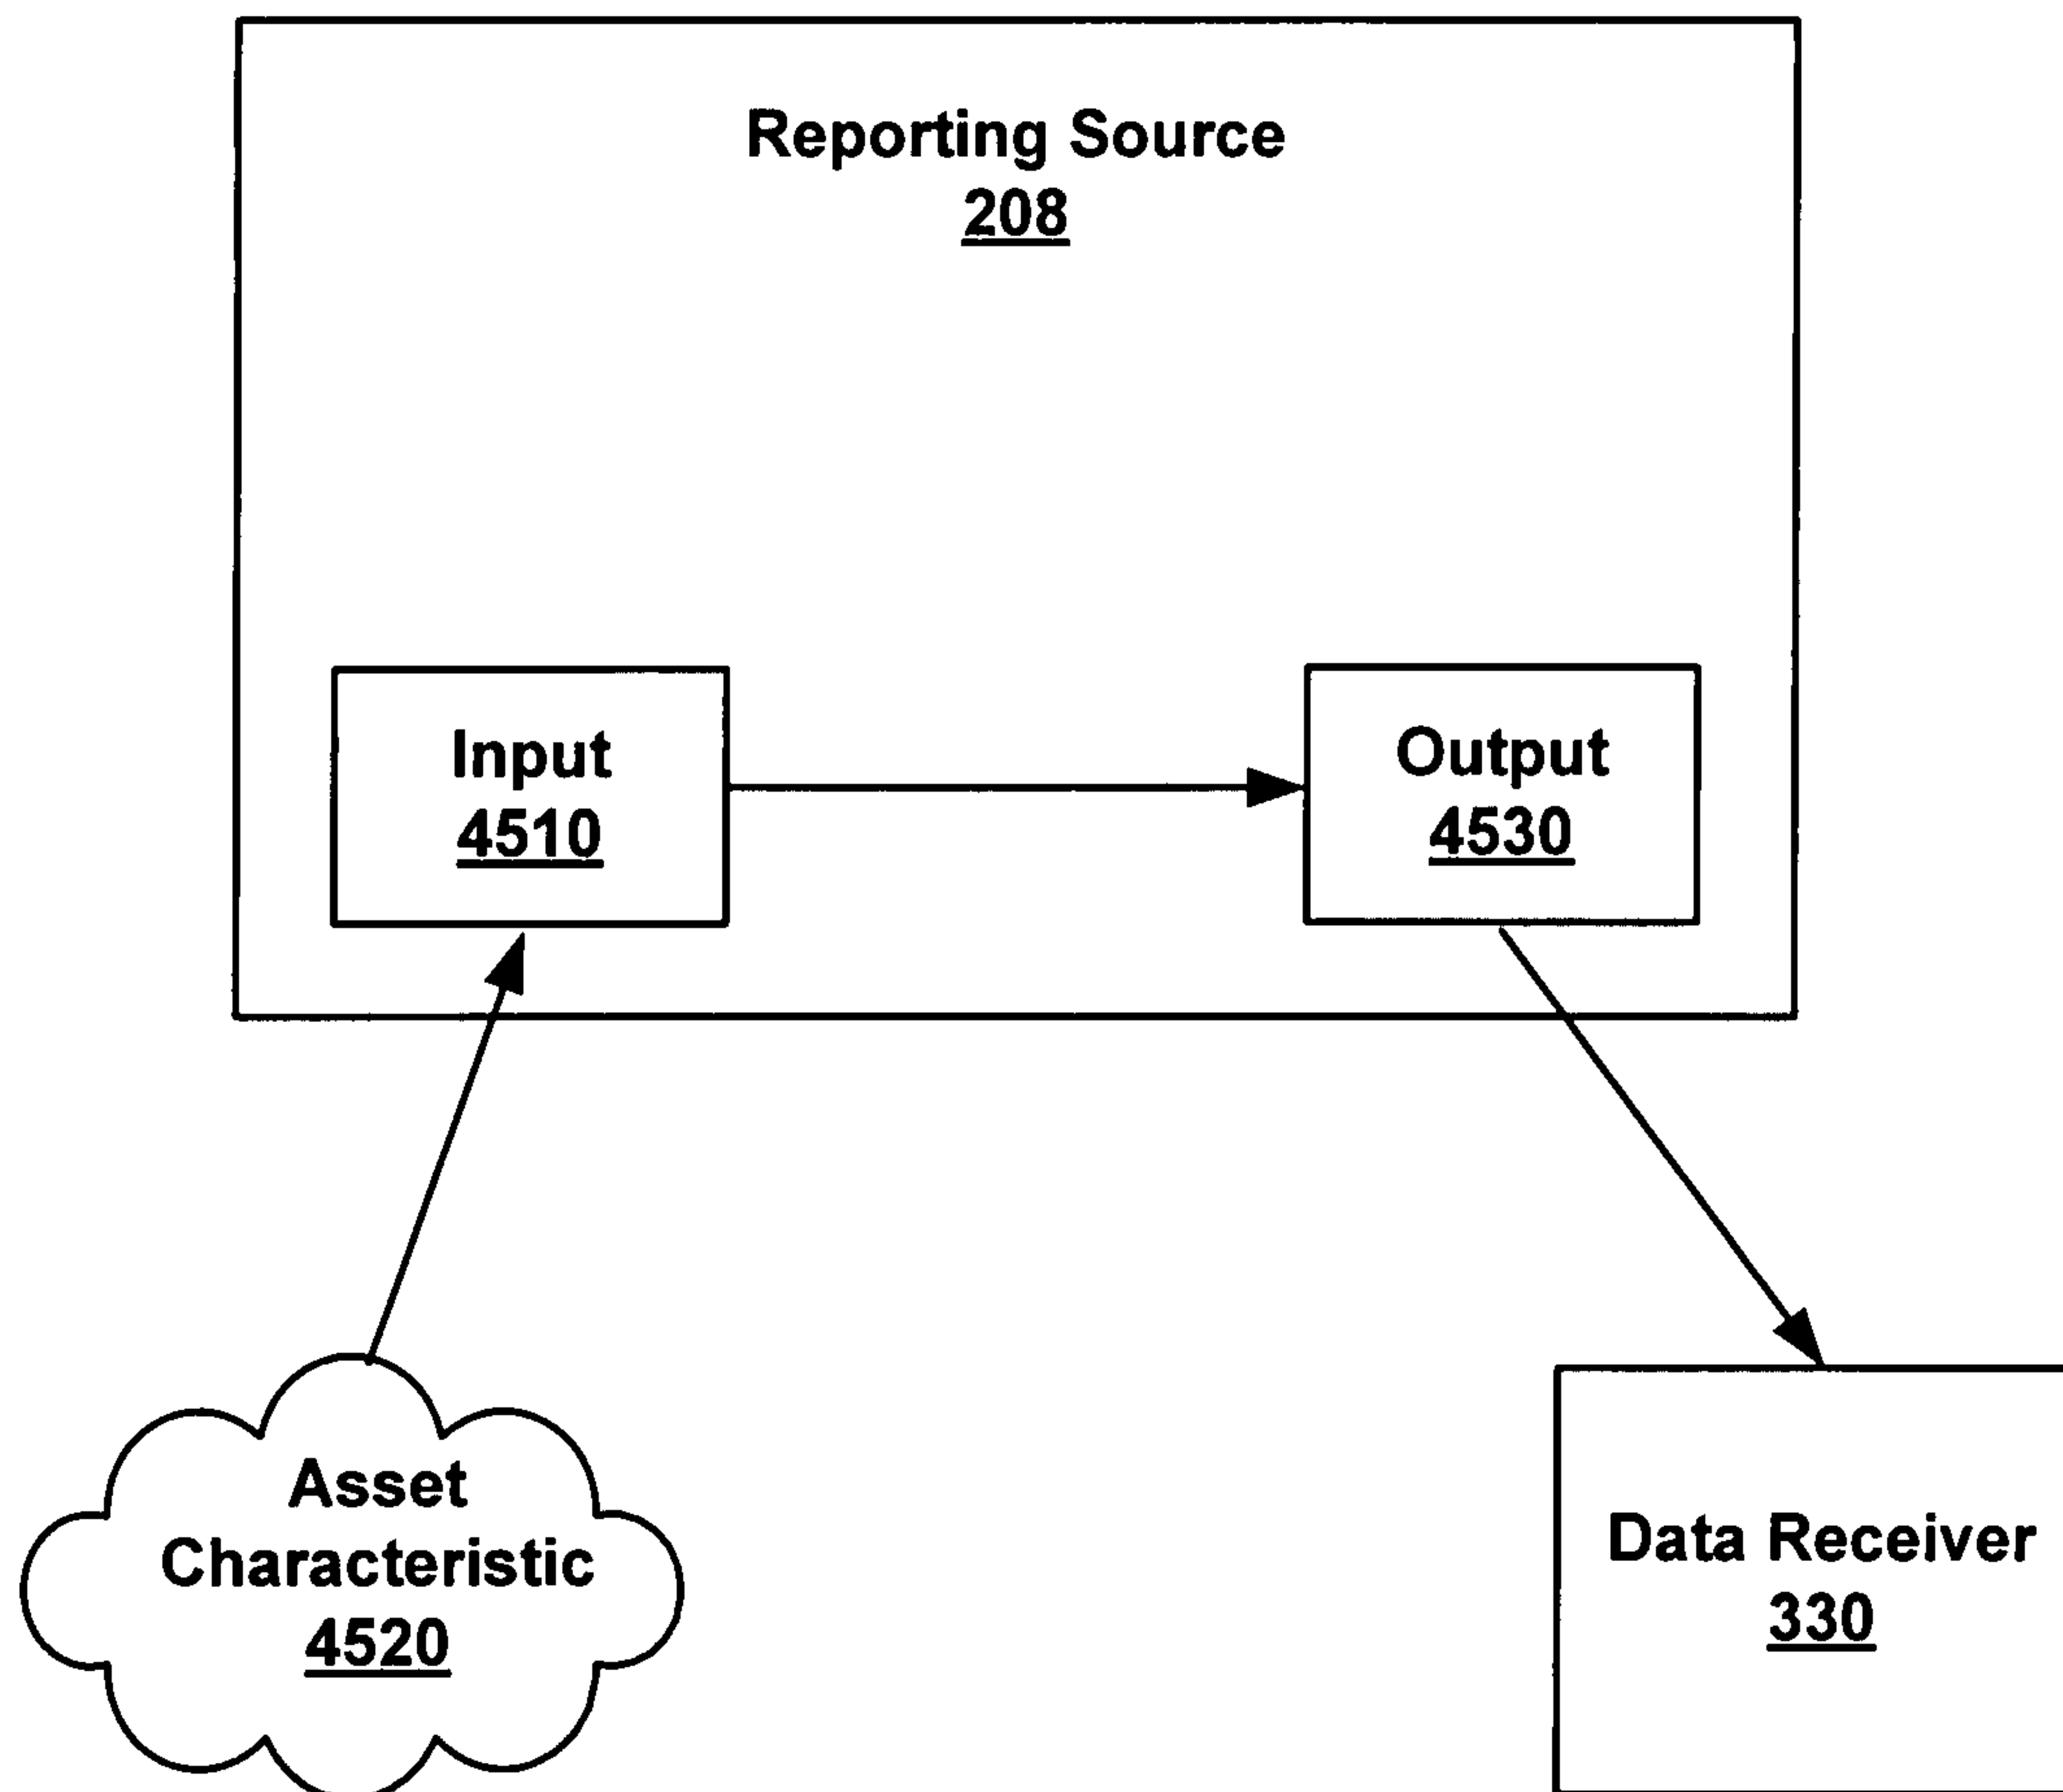 Reporting Source
208
Input
4510
Output
4530
Asset
Characteristic
4520
Data Receiver
330